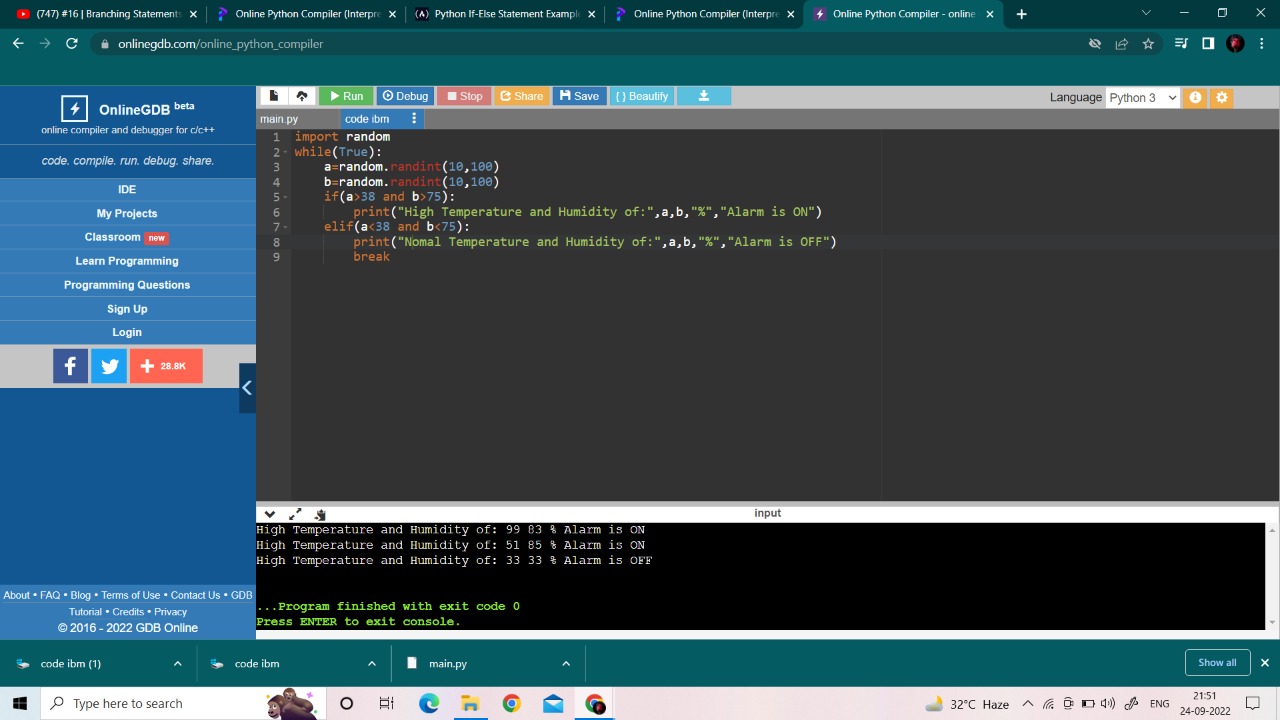 (747) #16 | Branching Statements
Online Python Compiler (Interpre
Python If-Else Statement Exampl
Online Python Compiler (Interpre
Online Python Compiler - online
onlinegdb.com/online_python_compiler
OnlineGDB beta
online compiler and debugger for c/c++
code. compile. run. debug. share.
IDE
My Projects
Classroom new
Learn Programming
Programming Questions
Sign Up
Login
28.8K
About • FAQ • Blog • Terms of Use • Contact Us • GDB
Tutorial • Credits • Privacy
© 2016 - 2022 GDB Online
Run Debug Stop Share Save { } Beautify
Language Python 3
main.py code ibm
1 import random
2 while(True):
3 a=random.randint(10,100)
4 b=random.randint(10,100)
5 if(a>38 and b>75):
6 print("High Temperature and Humidity of:",a,b,"%","Alarm is ON")
7 elif(a<38 and b<75):
8 print("Nomal Temperature and Humidity of:",a,b,"%","Alarm is OFF")
9 break
input
High Temperature and Humidity of: 99 83 % Alarm is ON
High Temperature and Humidity of: 51 85 % Alarm is ON
High Temperature and Humidity of: 33 33 % Alarm is OFF
...Program finished with exit code 0
Press ENTER to exit console.
code ibm (1)
code ibm
main.py
Show all
Type here to search
32°C Haze
ENG
21:51
24-09-2022